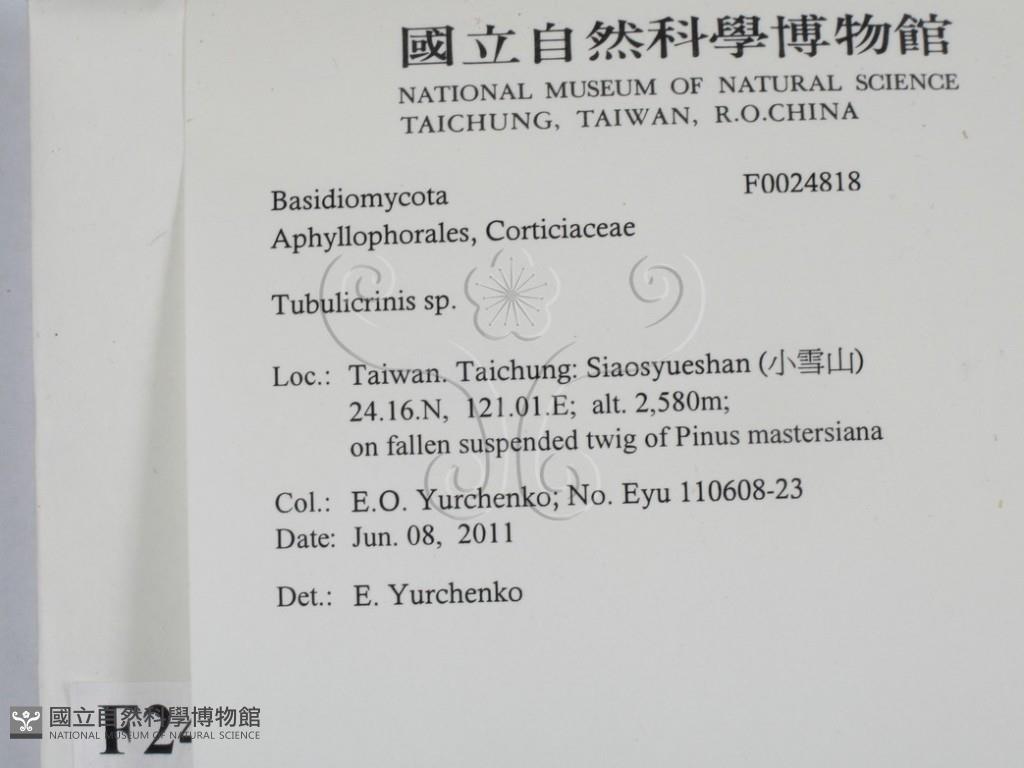 國立自然科學博物館
NATIONAL MUSEUM OF NATURAL SCIENCE
TAICHUNG, TAIWAN, R.O.CHINA
Basidiomycota F0024818
Aphyllophorales, Corticiaceae
Tubulicrinis sp.
Loc.: Taiwan. Taichung: Siaosyueshan (小雪山)
24.16.N, 121.01.E; alt. 2,580m;
on fallen suspended twig of Pinus mastersiana
Col.: E.O. Yurchenko; No. Eyu 110608-23
Date: Jun. 08, 2011
Det.: E. Yurchenko
國立自然科學博物館
NATIONAL MUSEUM OF NATURAL SCIENCE